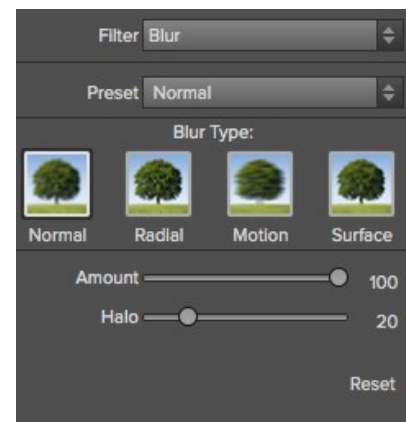 Filter Blur
Preset Normal
Blur Type:
Normal Radial Motion Surface
Amount 100
Halo 20
Reset